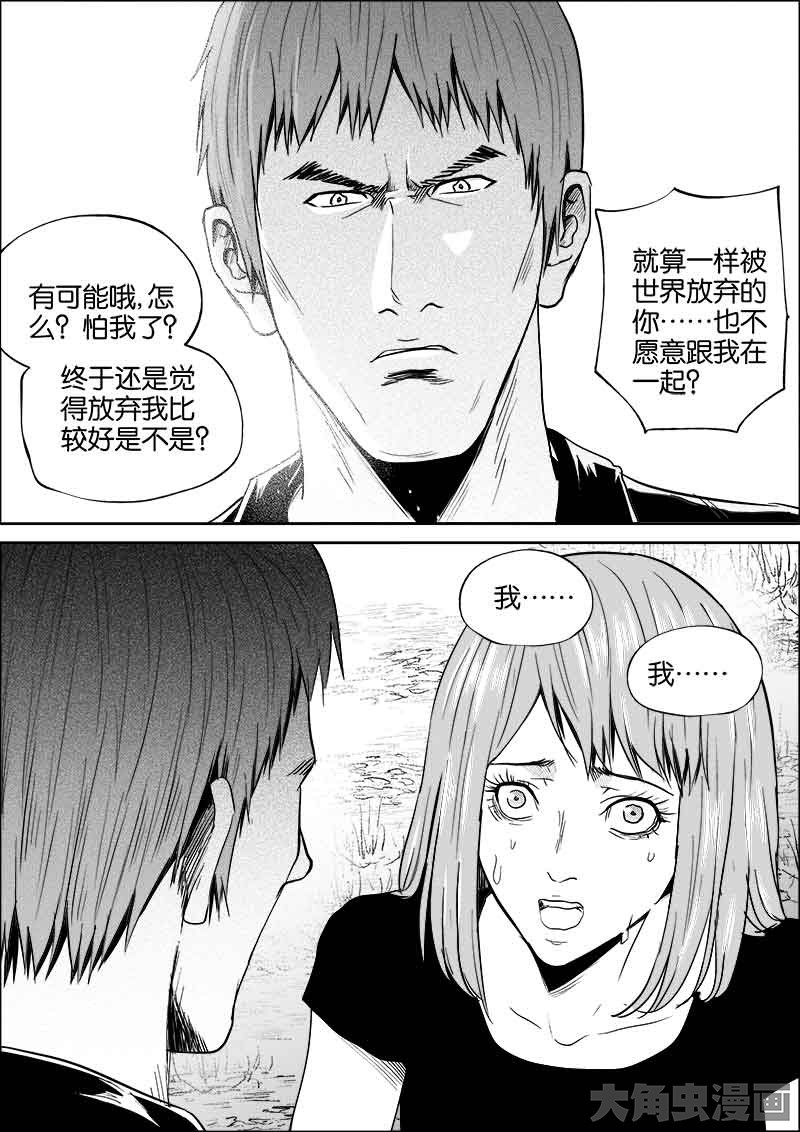 有可能哦,怎
么？怕我了？
终于还是觉
得放弃我比
较好是不是？
就算一样被
世界放弃的
你……也不
愿意跟我在
一起？
我……
我……
大角虫漫画